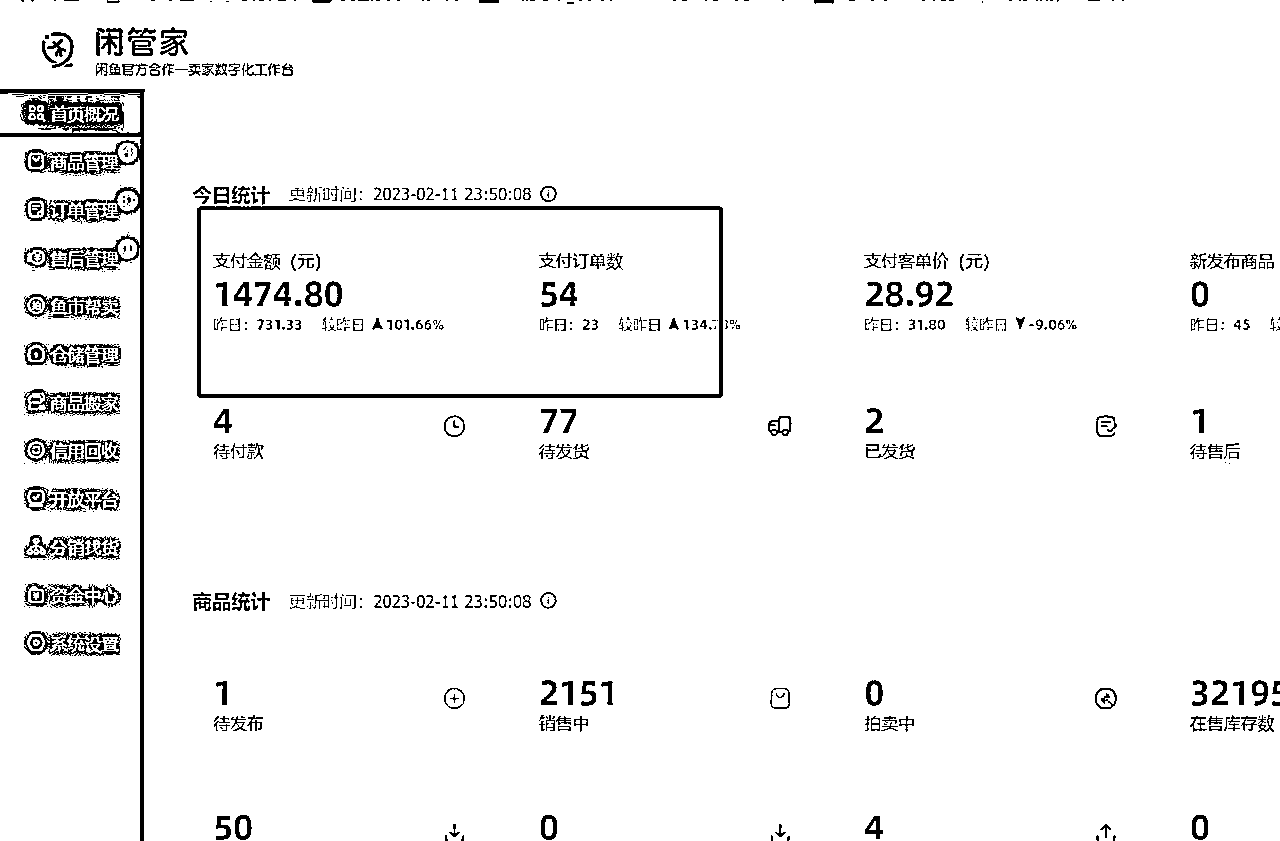 闲管家
闲鱼官方合作一卖家数字化工作台
首页概况
商品管理
订单管理
售后管理
鱼市帮卖
仓储管理
商品搬家
信用回收
开放平台
分销现货
资金中心
系统设置
今日统计 更新时间：2023-02-11 23:50:08
支付金额（元） 支付订单数 支付客单价（元） 新发布商品
1474.80 54 28.92 0
昨日：731.33 较昨日 ▲101.66% 昨日：23 较昨日 ▲134.78% 昨日：31.80 较昨日 ▼-9.06% 昨日：45
4 77 2 1
待付款 待发货 已发货 待售后
商品统计 更新时间：2023-02-11 23:50:08
1 2151 0 32195
待发布 销售中 拍卖中 在售库存数
50 0 4 0